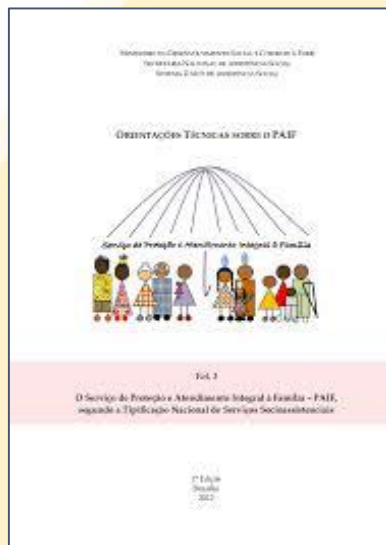 MINISTÉRIO DO DESENVOLVIMENTO SOCIAL E COMBATE À FOME
SECRETARIA NACIONAL DE ASSISTÊNCIA SOCIAL
SISTEMA ÚNICO DE ASSISTÊNCIA SOCIAL
ORIENTAÇÕES TÉCNICAS SOBRE O PAIF
Serviço de Proteção e Atendimento Integral à Família
Vol. 1
O Serviço de Proteção e Atendimento Integral à Família – PAIF,
segundo a Tipificação Nacional de Serviços Socioassistenciais
1ª Edição
Brasília
2012